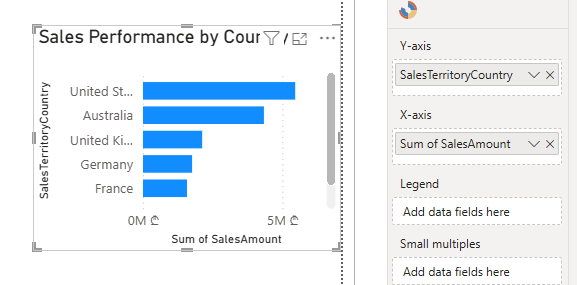 Sales Performance by Cour y
SalesTerritoryCountry
United St...
Australia
United Ki...
Germany
France
0M ₾ 5M ₾
Sum of SalesAmount
Y-axis
SalesTerritoryCountry
X-axis
Sum of SalesAmount
Legend
Add data fields here
Small multiples
Add data fields here